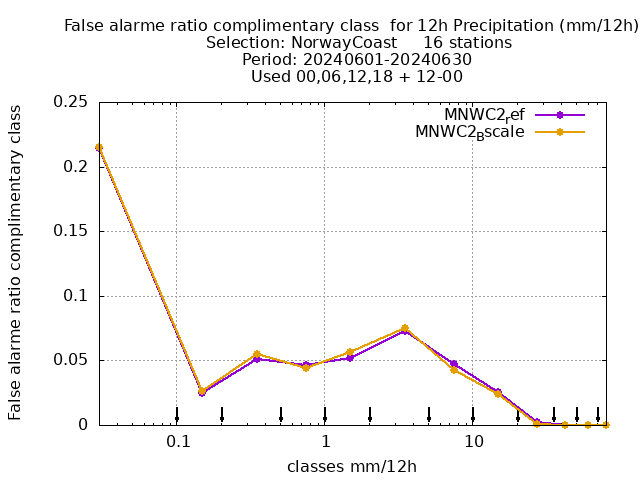 False alarme ratio complimentary class  for 12h Precipitation (mm/12h)
Selection: NorwayCoast     16 stations
Period: 20240601-20240630
Used 00,06,12,18 + 12-00
False alarme ratio complimentary class
0.25
0.2
0.15
0.1
0.05
0
MNWC2ref
MNWC2Bscale
0.1 1 10
classes mm/12h